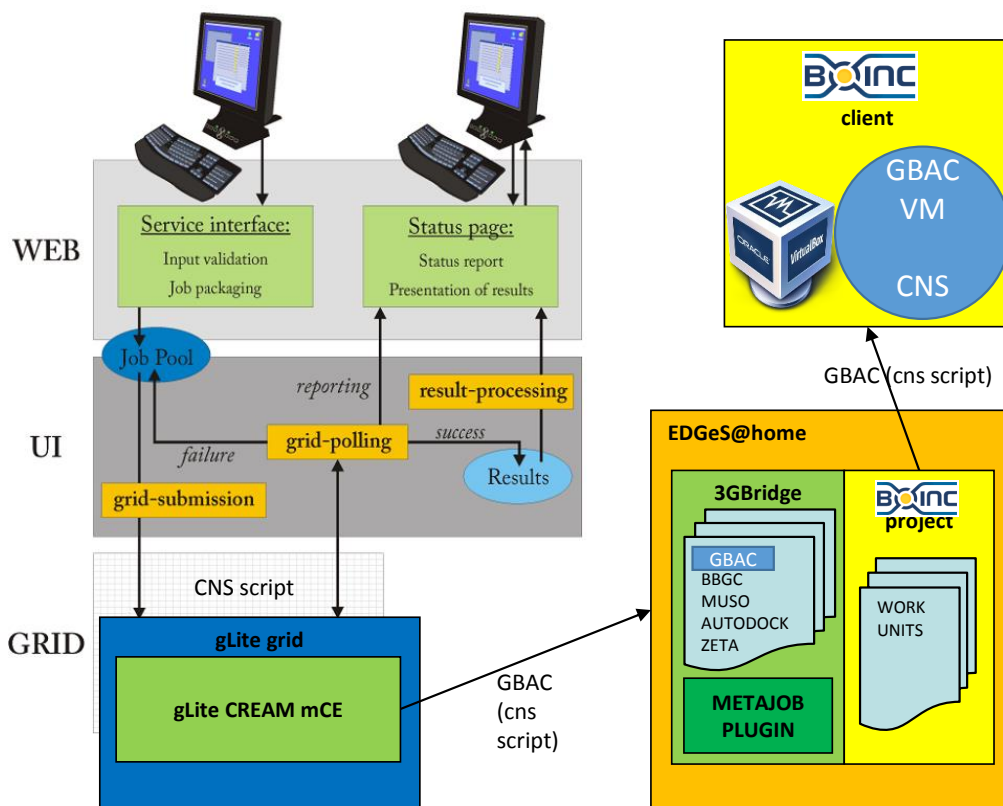 WEB
Service interface:
Input validation
Job packaging
Status page:
Status report
Presentation of results
Job Pool
UI
reporting
result-processing
failure
grid-polling
success
Results
grid-submission
GRID
CNS script
gLite grid
gLite CREAM mCE
GBAC
(cns
script)
BOINC
client
GBAC
VM
CNS
ORACLE
VirtualBox
GBAC (cns script)
EDGeS@home
3GBridge
GBAC
BBGC
MUSO
AUTODOCK
ZETA
METAJOB
PLUGIN
BOINC
project
WORK
UNITS